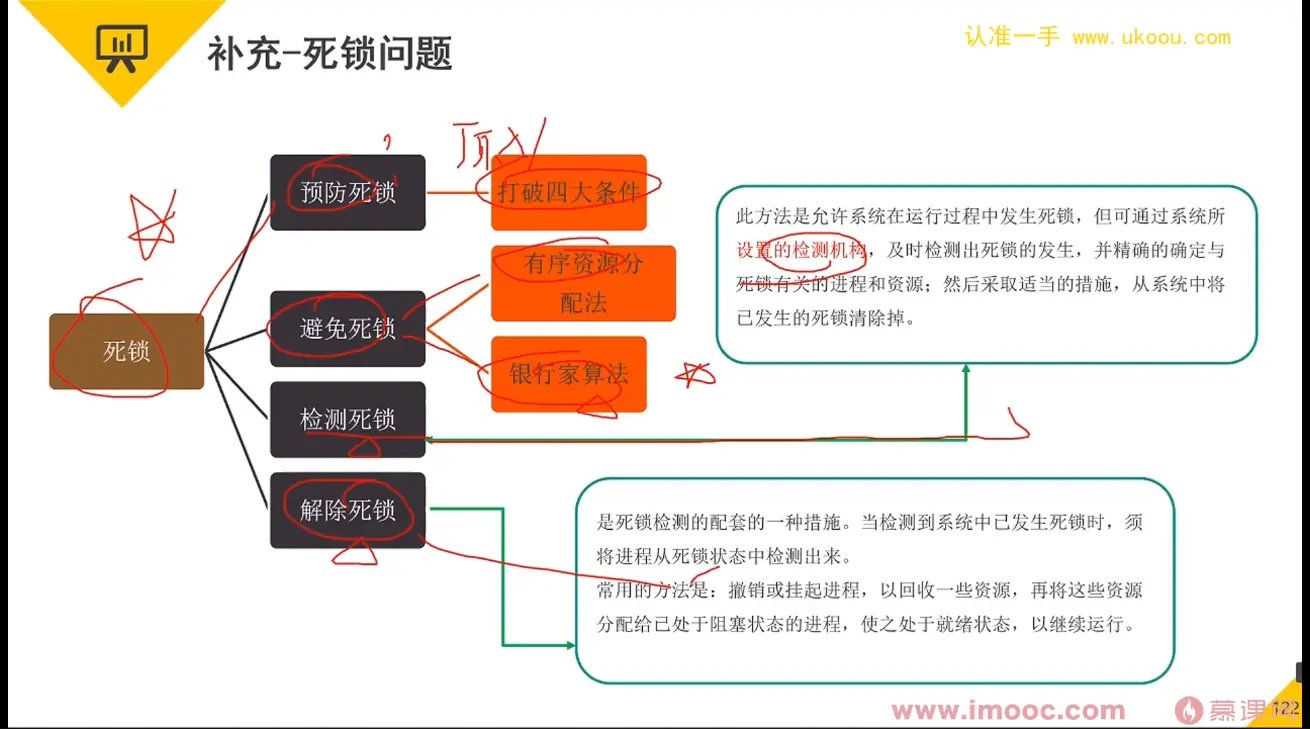 补充-死锁问题
认准一手 www.ukoou.com
预防死锁
打破四大条件
有序资源分
配法
避免死锁
银行家算法
死锁
检测死锁
解除死锁
此方法是允许系统在运行过程中发生死锁，但可通过系统所
设置的检测机构，及时检测出死锁的发生，并精确的确定与
死锁有关的进程和资源；然后采取适当的措施，从系统中将
已发生的死锁清除掉。
是死锁检测的配套的一种措施。当检测到系统中已发生死锁时，须
将进程从死锁状态中检测出来。
常用的方法是：撤销或挂起进程，以回收一些资源，再将这些资源
分配给已处于阻塞状态的进程，使之处于就绪状态，以继续运行。
www.imooc.com
慕课网
122